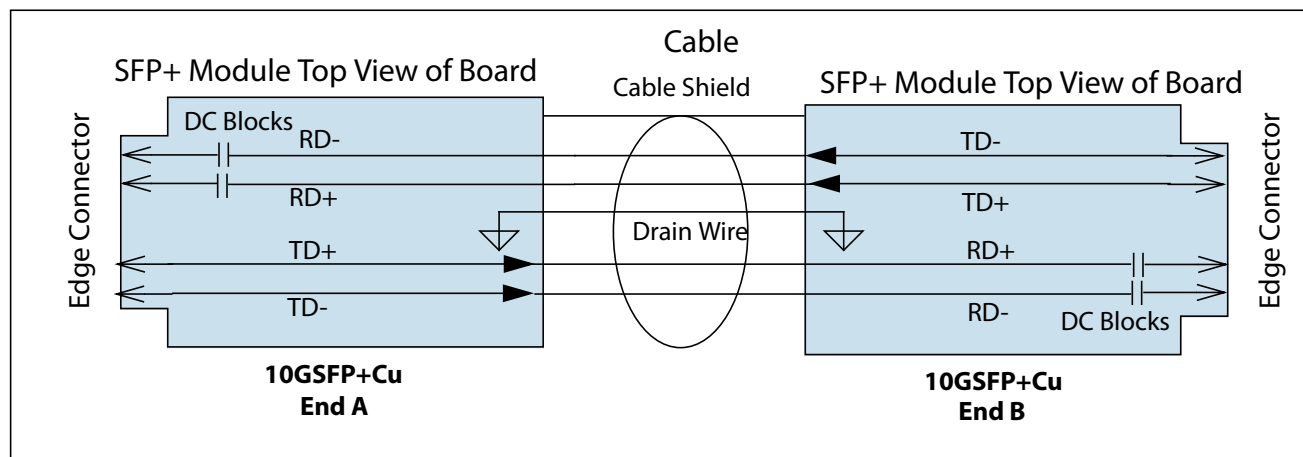 Cable
SFP+ Module Top View of Board
Cable Shield
SFP+ Module Top View of Board
Edge Connector
DC Blocks
RD-
RD+
TD+
TD-
Drain Wire
TD-
TD+
RD+
RD-
DC Blocks
Edge Connector
10GSFP+Cu
End A
10GSFP+Cu
End B